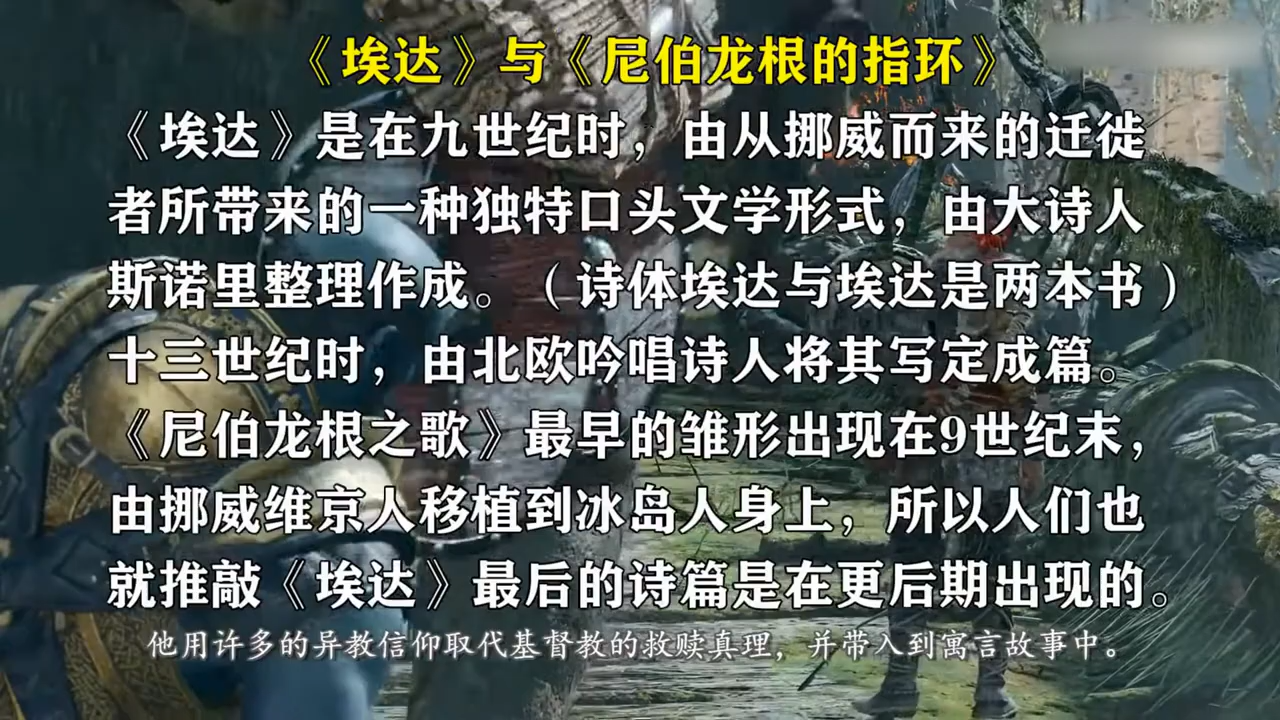 《埃达》与《尼伯龙根的指环》
《埃达》是在九世纪时，由从挪威而来的迁徙
者所带来的一种独特口头文学形式，由大诗人
斯诺里整理作成。（诗体埃达与埃达是两本书）
十三世纪时，由北欧吟唱诗人将其写定成篇。
《尼伯龙根之歌》最早的雏形出现在9世纪末，
由挪威维京人移植到冰岛人身上，所以人们也
就推敲《埃达》最后的诗篇是在更后期出现的。
他用许多的异教信仰取代基督教的救赎真理，并带入到寓言故事中。